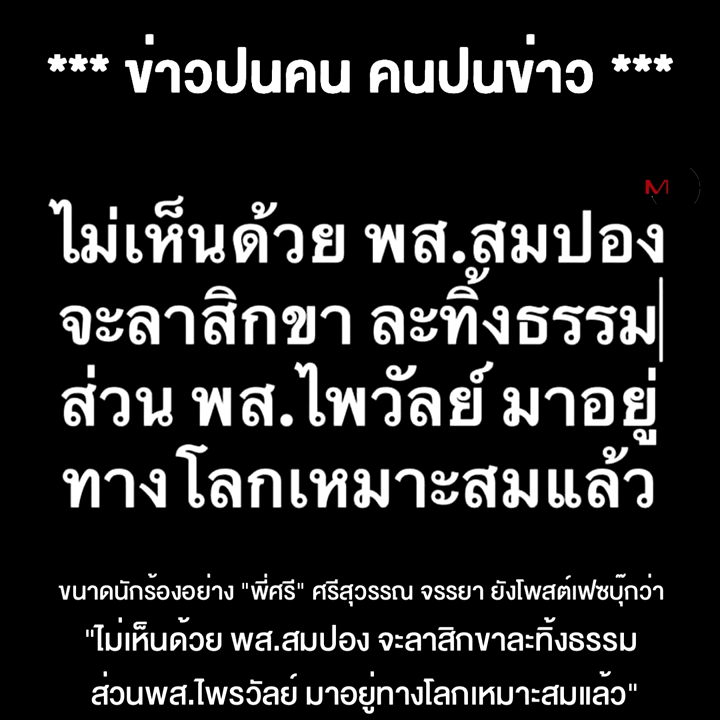 *** ข่าวปนคน คนปนข่าว ***
M
ไม่เห็นด้วย พส.สมปอง
จะลาสิกขา ละทิ้งธรรม
ส่วน พส.ไพวัลย์ มาอยู่
ทางโลกเหมาะสมแล้ว
ขนาดนักร้องอย่าง "พี่ศรี" ศรีสุวรรณ จรรยา ยังโพสต์เฟซบุ๊กว่า
"ไม่เห็นด้วย พส.สมปอง จะลาสิกขาละทิ้งธรรม
ส่วนพส.ไพรวัลย์ มาอยู่ทางโลกเหมาะสมแล้ว"